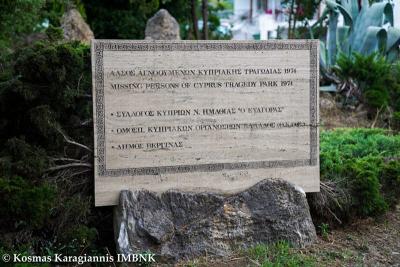 ΑΛΣΟΣ ΑΓΝΟΟΥΜΕΝΩΝ ΚΥΠΡΙΑΚΗΣ ΤΡΑΓΩΔΙΑΣ 1974
MISSING PERSONS OF CYPRUS TRAGEDY PARK 1974
• ΣΥΛΛΟΓΟΣ ΚΥΠΡΙΩΝ Ν. ΗΜΑΘΙΑΣ "Ο ΕΥΑΓΟΡΑΣ"
• ΟΜΟΣΠ. ΚΥΠΡΙΑΚΩΝ ΟΡΓΑΝΩΣΕΩΝ ΕΛΛΑΔΟΣ (Ο.Κ.Ο.Ε.)
• ΔΗΜΟΣ ΒΕΡΓΙΝΑΣ
© Kosmas Karagiannis / IMBNK